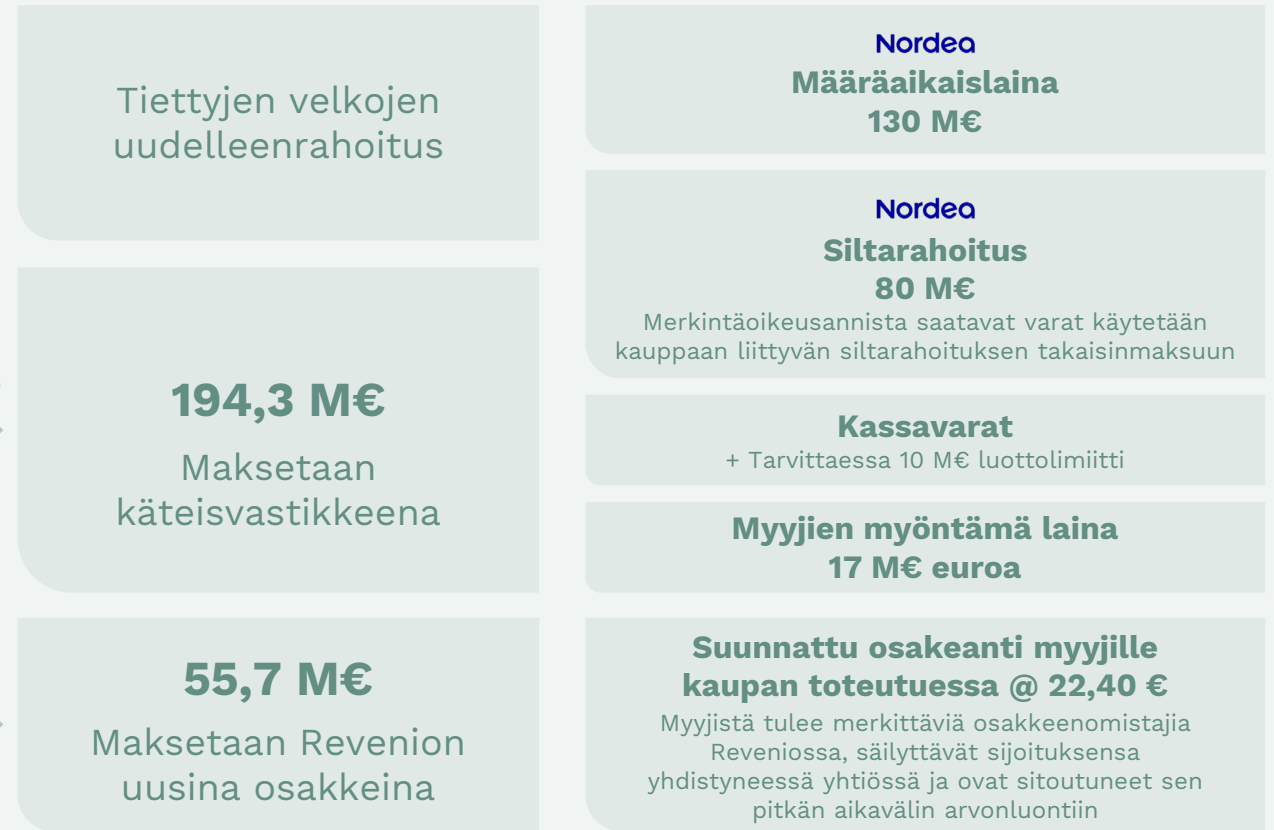 Tiettyjen velkojen
uudelleenrahoitus
194,3 M€
Maksetaan
käteisvastikkeena
55,7 M€
Maksetaan Revenion
uusina osakkeina
Nordea
Määräaikaislaina
130 M€
Nordea
Siltarahoitus
80 M€
Merkintäoikeusannista saatavat varat käytetään
kauppaan liittyvän siltarahoituksen takaisinmaksuun
Kassavarat
+ Tarvittaessa 10 M€ luottolimiitti
Myyjien myöntämä laina
17 M€ euroa
Suunnattu osakeanti myyjille
kaupan toteutuessa @ 22,40 €
Myyjistä tulee merkittäviä osakkeenomistajia
Reveniossa, säilyttävät sijoituksensa
yhdistyneessä yhtiössä ja ovat sitoutuneet sen
pitkän aikavälin arvonluontiin